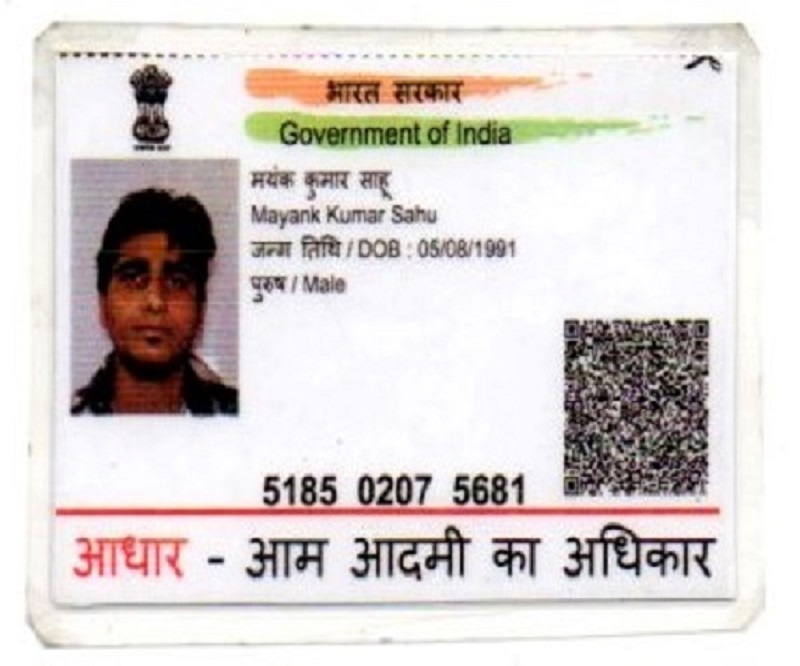 भारत सरकार
Government of India
मयंक कुमार साहू
Mayank Kumar Sahu
जन्म तिथि / DOB : 05/08/1991
पुरुष / Male
5185 0207 5681
आधार - आम आदमी का अधिकार